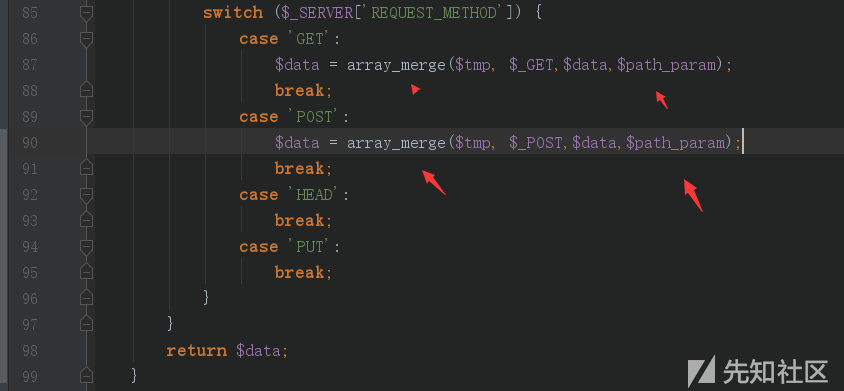 85 switch ($_SERVER['REQUEST_METHOD']) {
86 case 'GET':
87 $data = array_merge($tmp, $_GET,$data,$path_param);
88 break;
89 case 'POST':
90 $data = array_merge($tmp, $_POST,$data,$path_param);
91 break;
92 case 'HEAD':
93 break;
94 case 'PUT':
95 break;
96 }
97 }
98 return $data;
99 }
先知社区